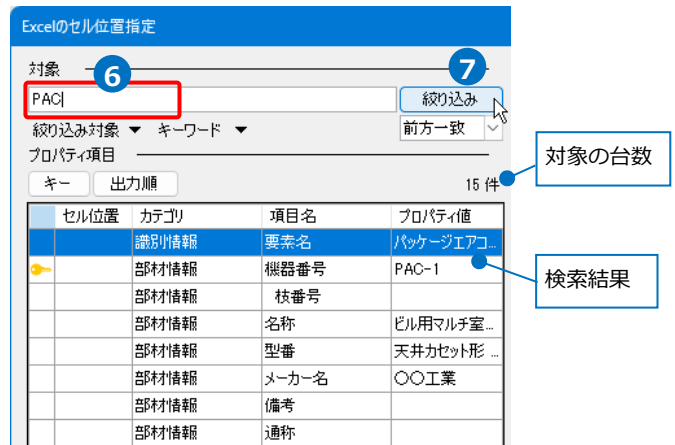 Excelのセル位置指定
対象
6
7
PAC
絞り込み
絞り込み対象 ▼ キーワード ▼
前方一致
プロパティ項目
キー
出力順
15 件
対象の台数
セル位置 カテゴリ 項目名 プロパティ値
識別情報 要素名 パッケージエアコ...
部材情報 機器番号 PAC-1
検索結果
部材情報 枝番号
部材情報 名称 ビル用マルチ室...
部材情報 型番 天井カセット形 ...
部材情報 メーカー名 〇〇工業
部材情報 備考
部材情報 通称